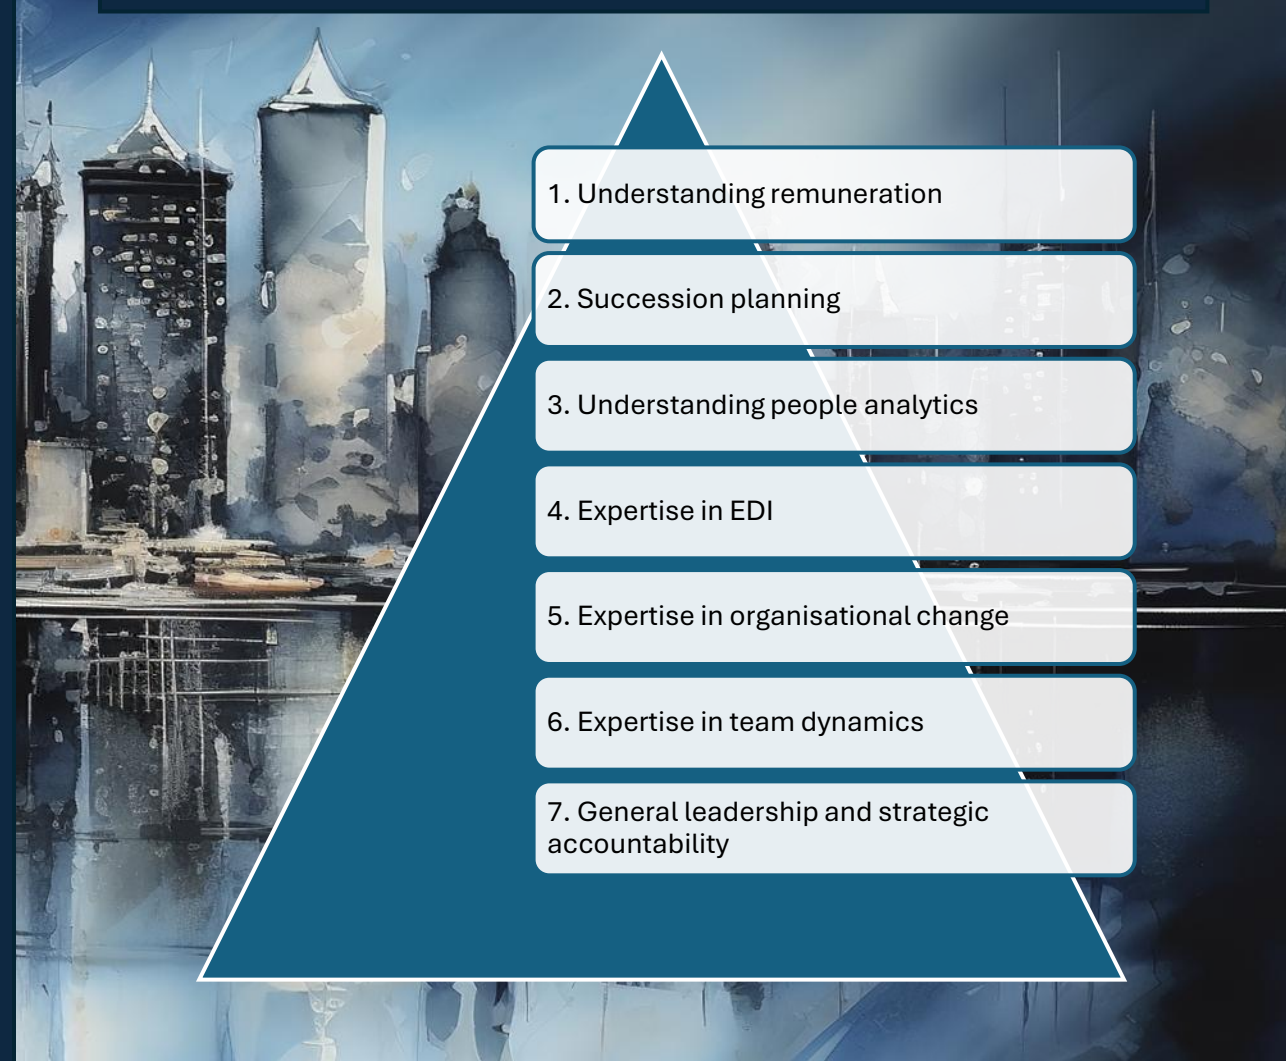 1. Understanding remuneration
2. Succession planning
3. Understanding people analytics
4. Expertise in EDI
5. Expertise in organisational change
6. Expertise in team dynamics
7. General leadership and strategic
accountability